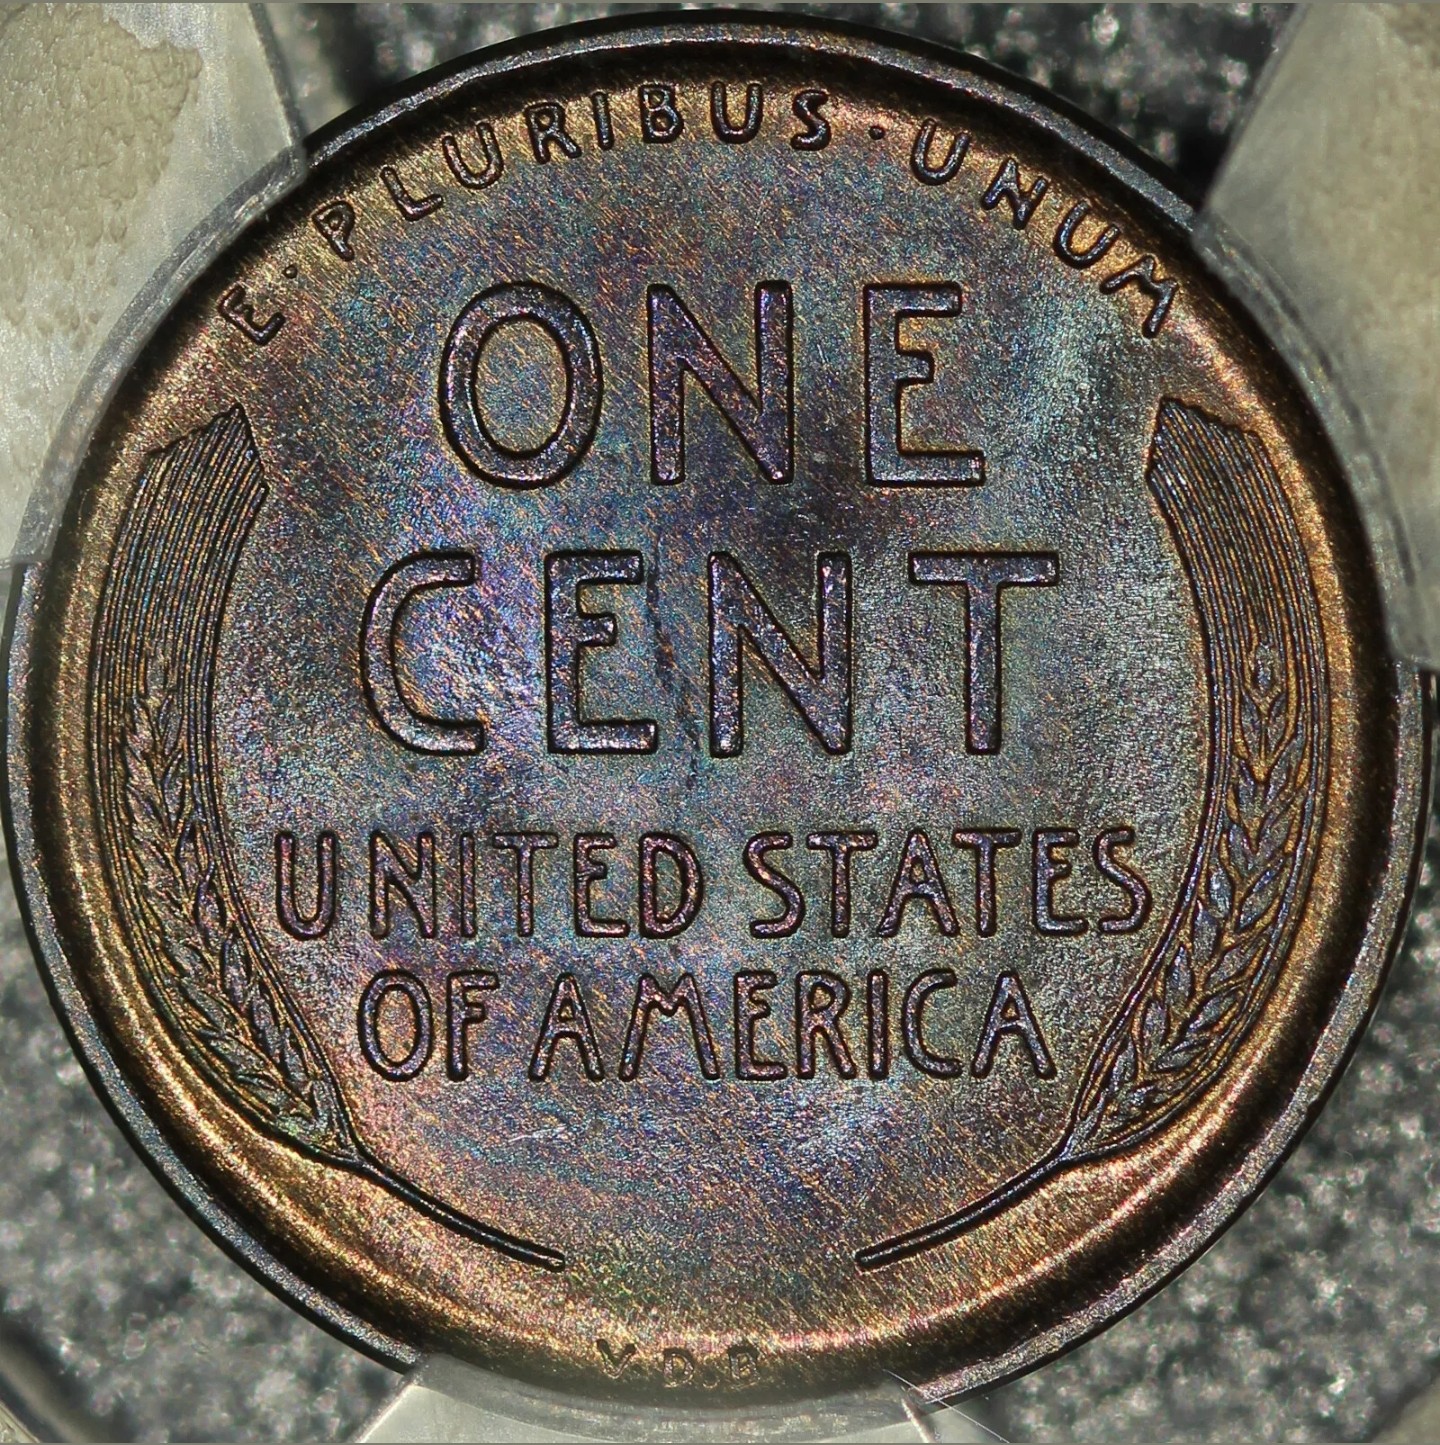 E·PLURIBUS·UNUM
ONE
CENT
UNITED STATES
OF AMERICA
V.D.B.